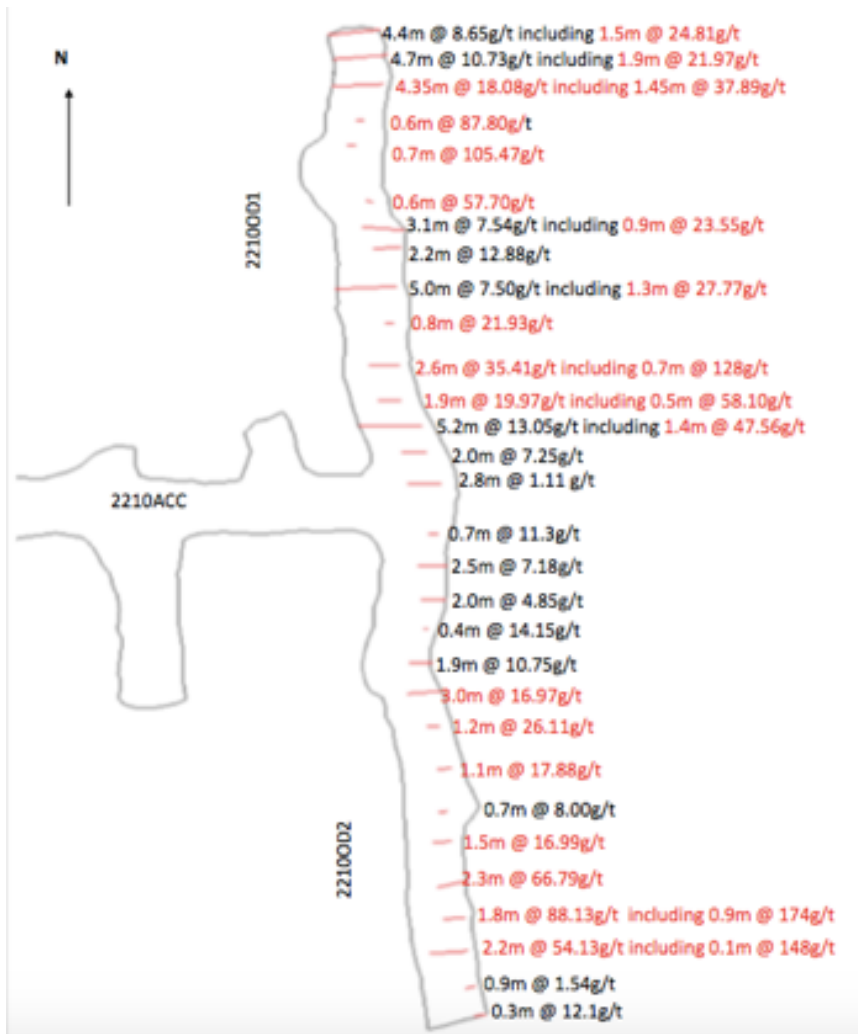 4.4m @ 8.65g/t including 1.5m @ 24.81g/t
N
4.7m @ 10.73g/t including 1.9m @ 21.97g/t
4.35m @ 18.08g/t including 1.45m @ 37.89g/t
0.6m @ 87.80g/t
0.7m @ 105.47g/t
2210OD1
0.6m @ 57.70g/t
3.1m @ 7.54g/t including 0.9m @ 23.55g/t
2.2m @ 12.88g/t
5.0m @ 7.50g/t including 1.3m @ 27.77g/t
0.8m @ 21.93g/t
2.6m @ 35.41g/t including 0.7m @ 128g/t
1.9m @ 19.97g/t including 0.5m @ 58.10g/t
5.2m @ 13.05g/t including 1.4m @ 47.56g/t
2.0m @ 7.25g/t
2.8m @ 1.11 g/t
2210ACC
0.7m @ 11.3g/t
2.5m @ 7.18g/t
2.0m @ 4.85g/t
0.4m @ 14.15g/t
1.9m @ 10.75g/t
3.0m @ 16.97g/t
1.2m @ 26.11g/t
1.1m @ 17.88g/t
0.7m @ 8.00g/t
2210OD2
1.5m @ 16.99g/t
2.3m @ 66.79g/t
1.8m @ 88.13g/t including 0.9m @ 174g/t
2.2m @ 54.13g/t including 0.1m @ 148g/t
0.9m @ 1.54g/t
0.3m @ 12.1g/t